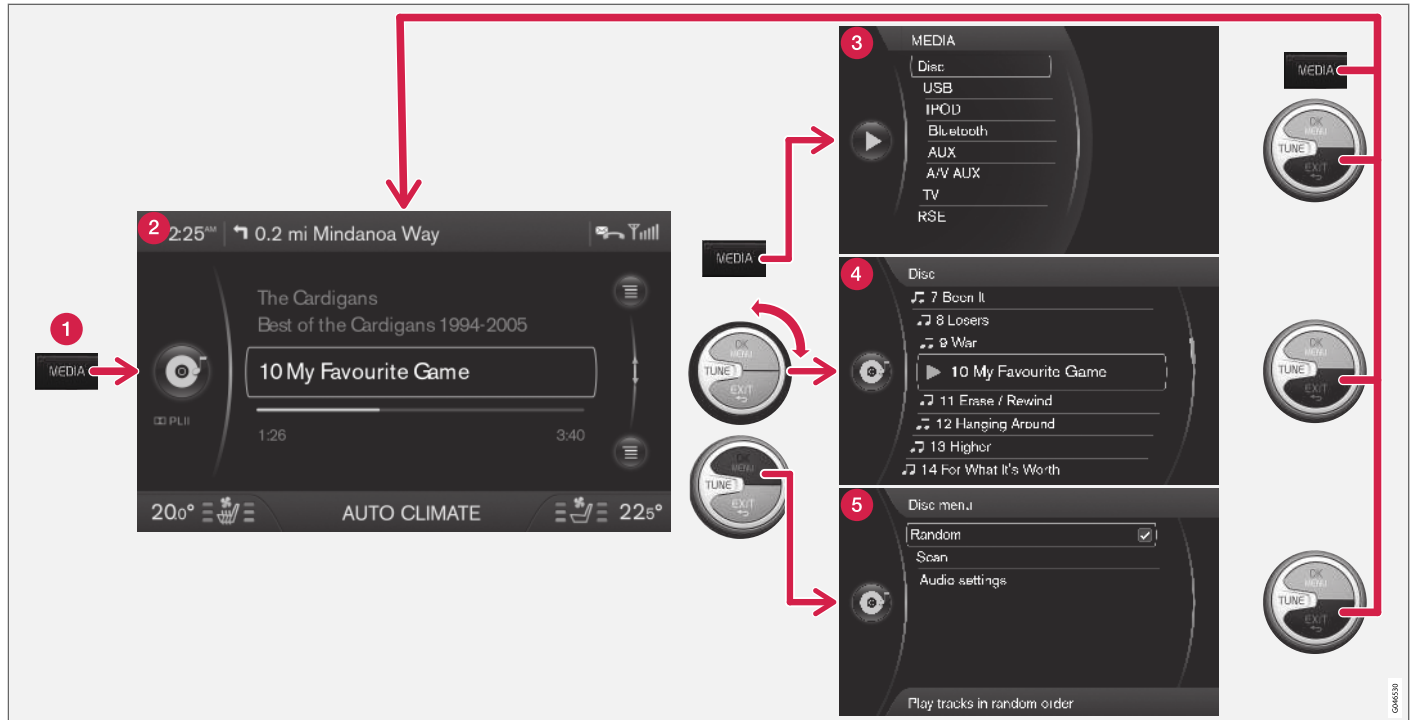 1
MEDIA
2
2:25 AM 0.2 mi Mindanoa Way
The Cardigans
Best of the Cardigans 1994-2005
10 My Favourite Game
1:26 3:40
PLII
20.0° AUTO CLIMATE 22.5°
MEDIA
OK
MENU
TUNE
EXIT
OK
MENU
TUNE
EXIT
3
MEDIA
Disc
USB
IPOD
Bluetooth
AUX
A/V AUX
TV
RSE
4
Disc
7 Been It
8 Losers
9 War
10 My Favourite Game
11 Erase / Rewind
12 Hanging Around
13 Higher
14 For What It's Worth
5
Disc menu
Random
Scan
Audio settings
Play tracks in random order
MEDIA
OK
MENU
TUNE
EXIT
OK
MENU
TUNE
EXIT
OK
MENU
TUNE
EXIT
G046530